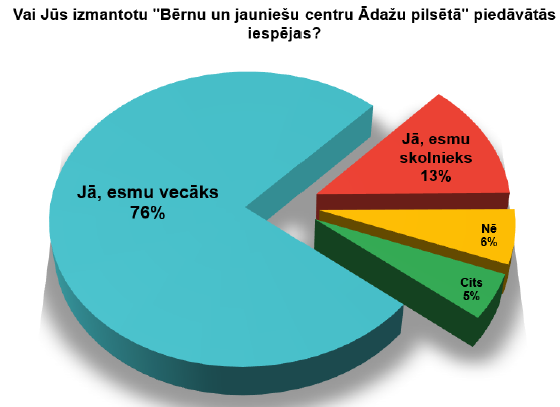 Vai Jūs izmantotu "Bērnu un jauniešu centru Ādažu pilsētā" piedāvātās
iespējas?
Jā, esmu vecāks
76%
Jā, esmu
skolnieks
13%
Nē
6%
Cits
5%